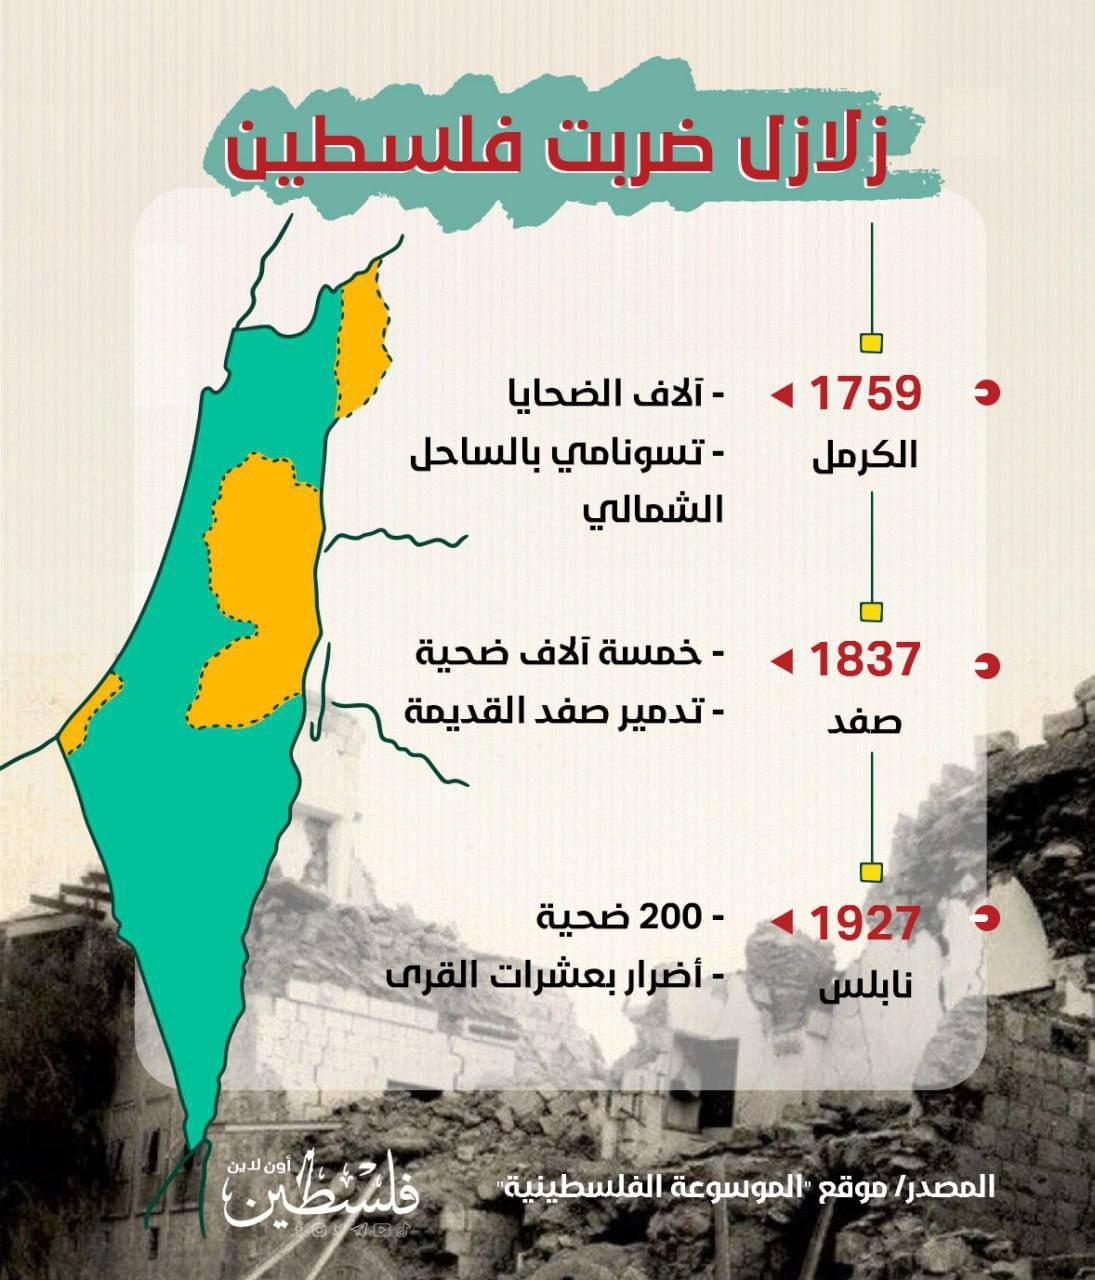 زلازل ضربت فلسطين
1759
الكرمل
- آلاف الضحايا
- تسونامي بالساحل
الشمالي
1837
صفد
- خمسة آلاف ضحية
- تدمير صفد القديمة
1927
نابلس
- 200 ضحية
- أضرار بعشرات القرى
المصدر/ موقع "الموسوعة الفلسطينية"
فلسطين أون لاين